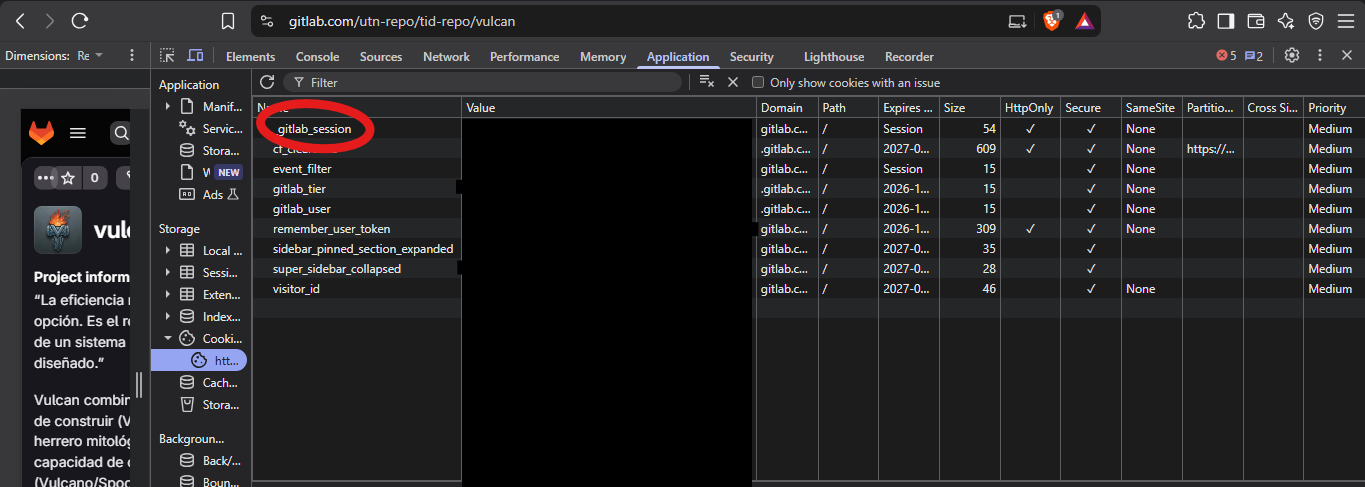 gitlab.com/utn-repo/tid-repo/vulcan
1
Dimensions: Re
Elements Console Sources Network Performance Memory Application Security Lighthouse Recorder
5 2
Application
Manif...
Servic...
Stora...
W NEW
Ads
Storage
Local ...
Sessi...
Exten...
Index...
Cooki...
htt...
Cach...
Stora...
Backgroun...
Back/...
Boun...
Filter
Only show cookies with an issue
Value Domain Path Expires ... Size HttpOnly Secure SameSite Partitio... Cross Si... Priority
_gitlab_session gitlab.c... / Session 54 ✓ ✓ None Medium
.gitlab.c... / 2027-0... 609 ✓ ✓ None https://... Medium
event_filter gitlab.c... / Session 15 ✓ None Medium
gitlab_tier .gitlab.c... / 2026-1... 15 ✓ None Medium
gitlab_user .gitlab.c... / 2026-1... 15 ✓ None Medium
remember_user_token gitlab.c... / 2026-1... 309 ✓ ✓ None Medium
sidebar_pinned_section_expanded gitlab.c... / 2027-0... 35 ✓ Medium
super_sidebar_collapsed gitlab.c... / 2027-0... 28 ✓ Medium
visitor_id gitlab.c... / 2027-0... 46 ✓ None Medium
0
vulc
Project inform
“La eficiencia
opción. Es el
de un sistema
diseñado.”
Vulcan combin
de construir (V
herrero mitoló
capacidad de
(Vulcano/Spoc